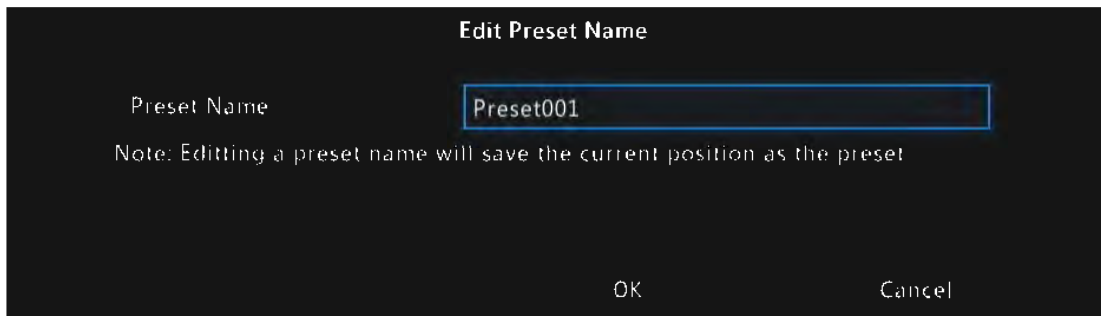 Edit Preset Name
Preset Name Preset001
Note: Editting a preset name will save the current position as the preset
OK Cancel